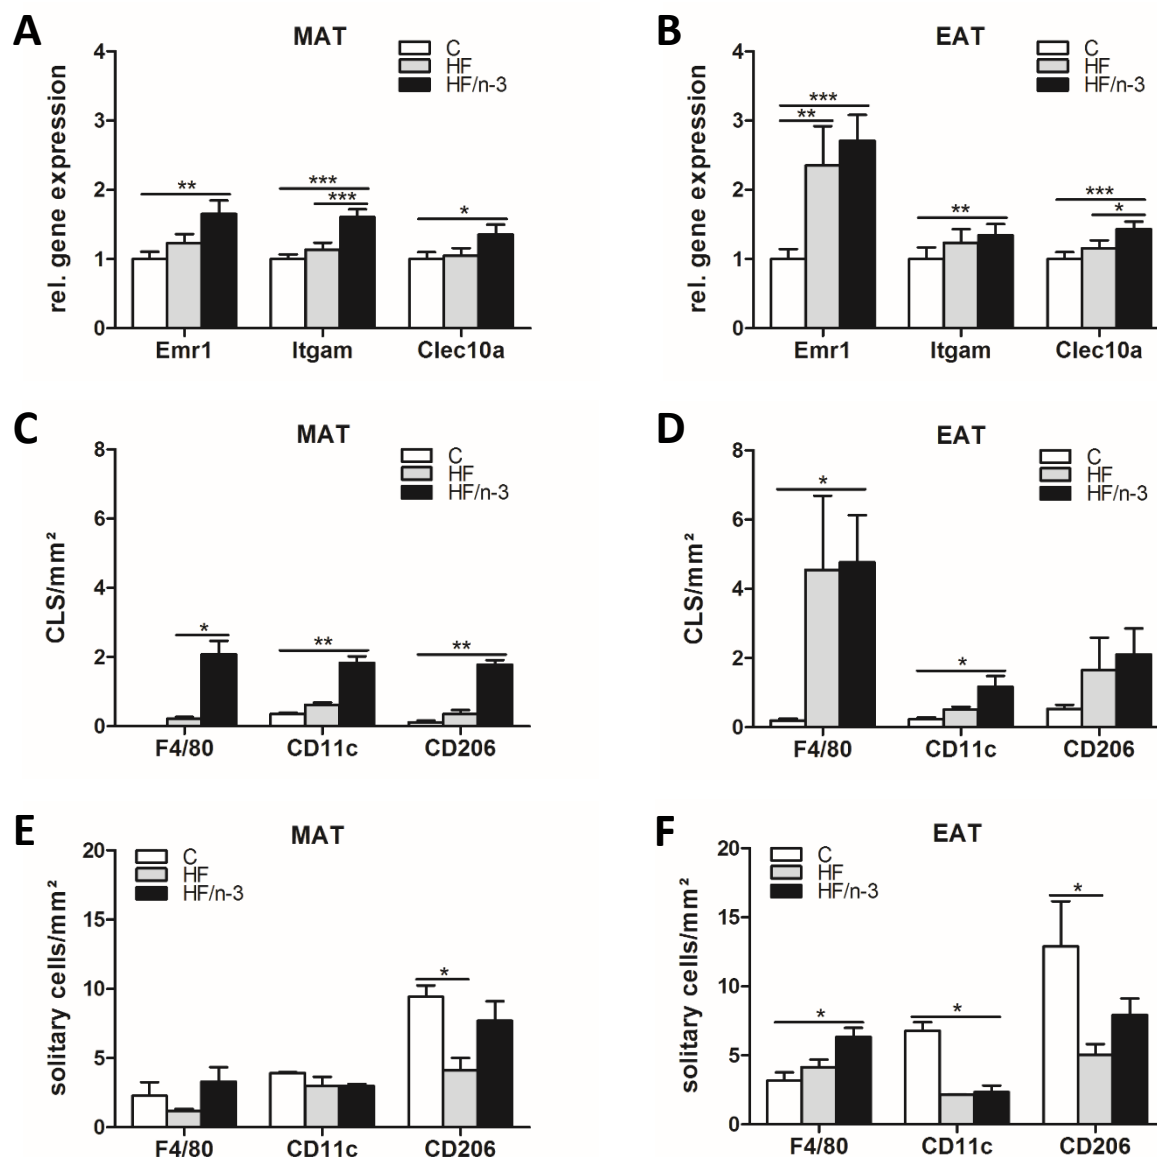 A
MAT
C
HF
HF/n-3
rel. gene expression
4
3
2
1
0
**
***
***
*
Emr1
Itgam
Clec10a
B
EAT
C
HF
HF/n-3
rel. gene expression
4
3
2
1
0
***
**
**
***
*
Emr1
Itgam
Clec10a
C
MAT
C
HF
HF/n-3
CLS/mm²
8
6
4
2
0
*
**
**
F4/80
CD11c
CD206
D
EAT
C
HF
HF/n-3
CLS/mm²
8
6
4
2
0
*
*
F4/80
CD11c
CD206
E
MAT
C
HF
HF/n-3
solitary cells/mm²
20
15
10
5
0
*
F4/80
CD11c
CD206
F
EAT
C
HF
HF/n-3
solitary cells/mm²
20
15
10
5
0
*
*
*
F4/80
CD11c
CD206